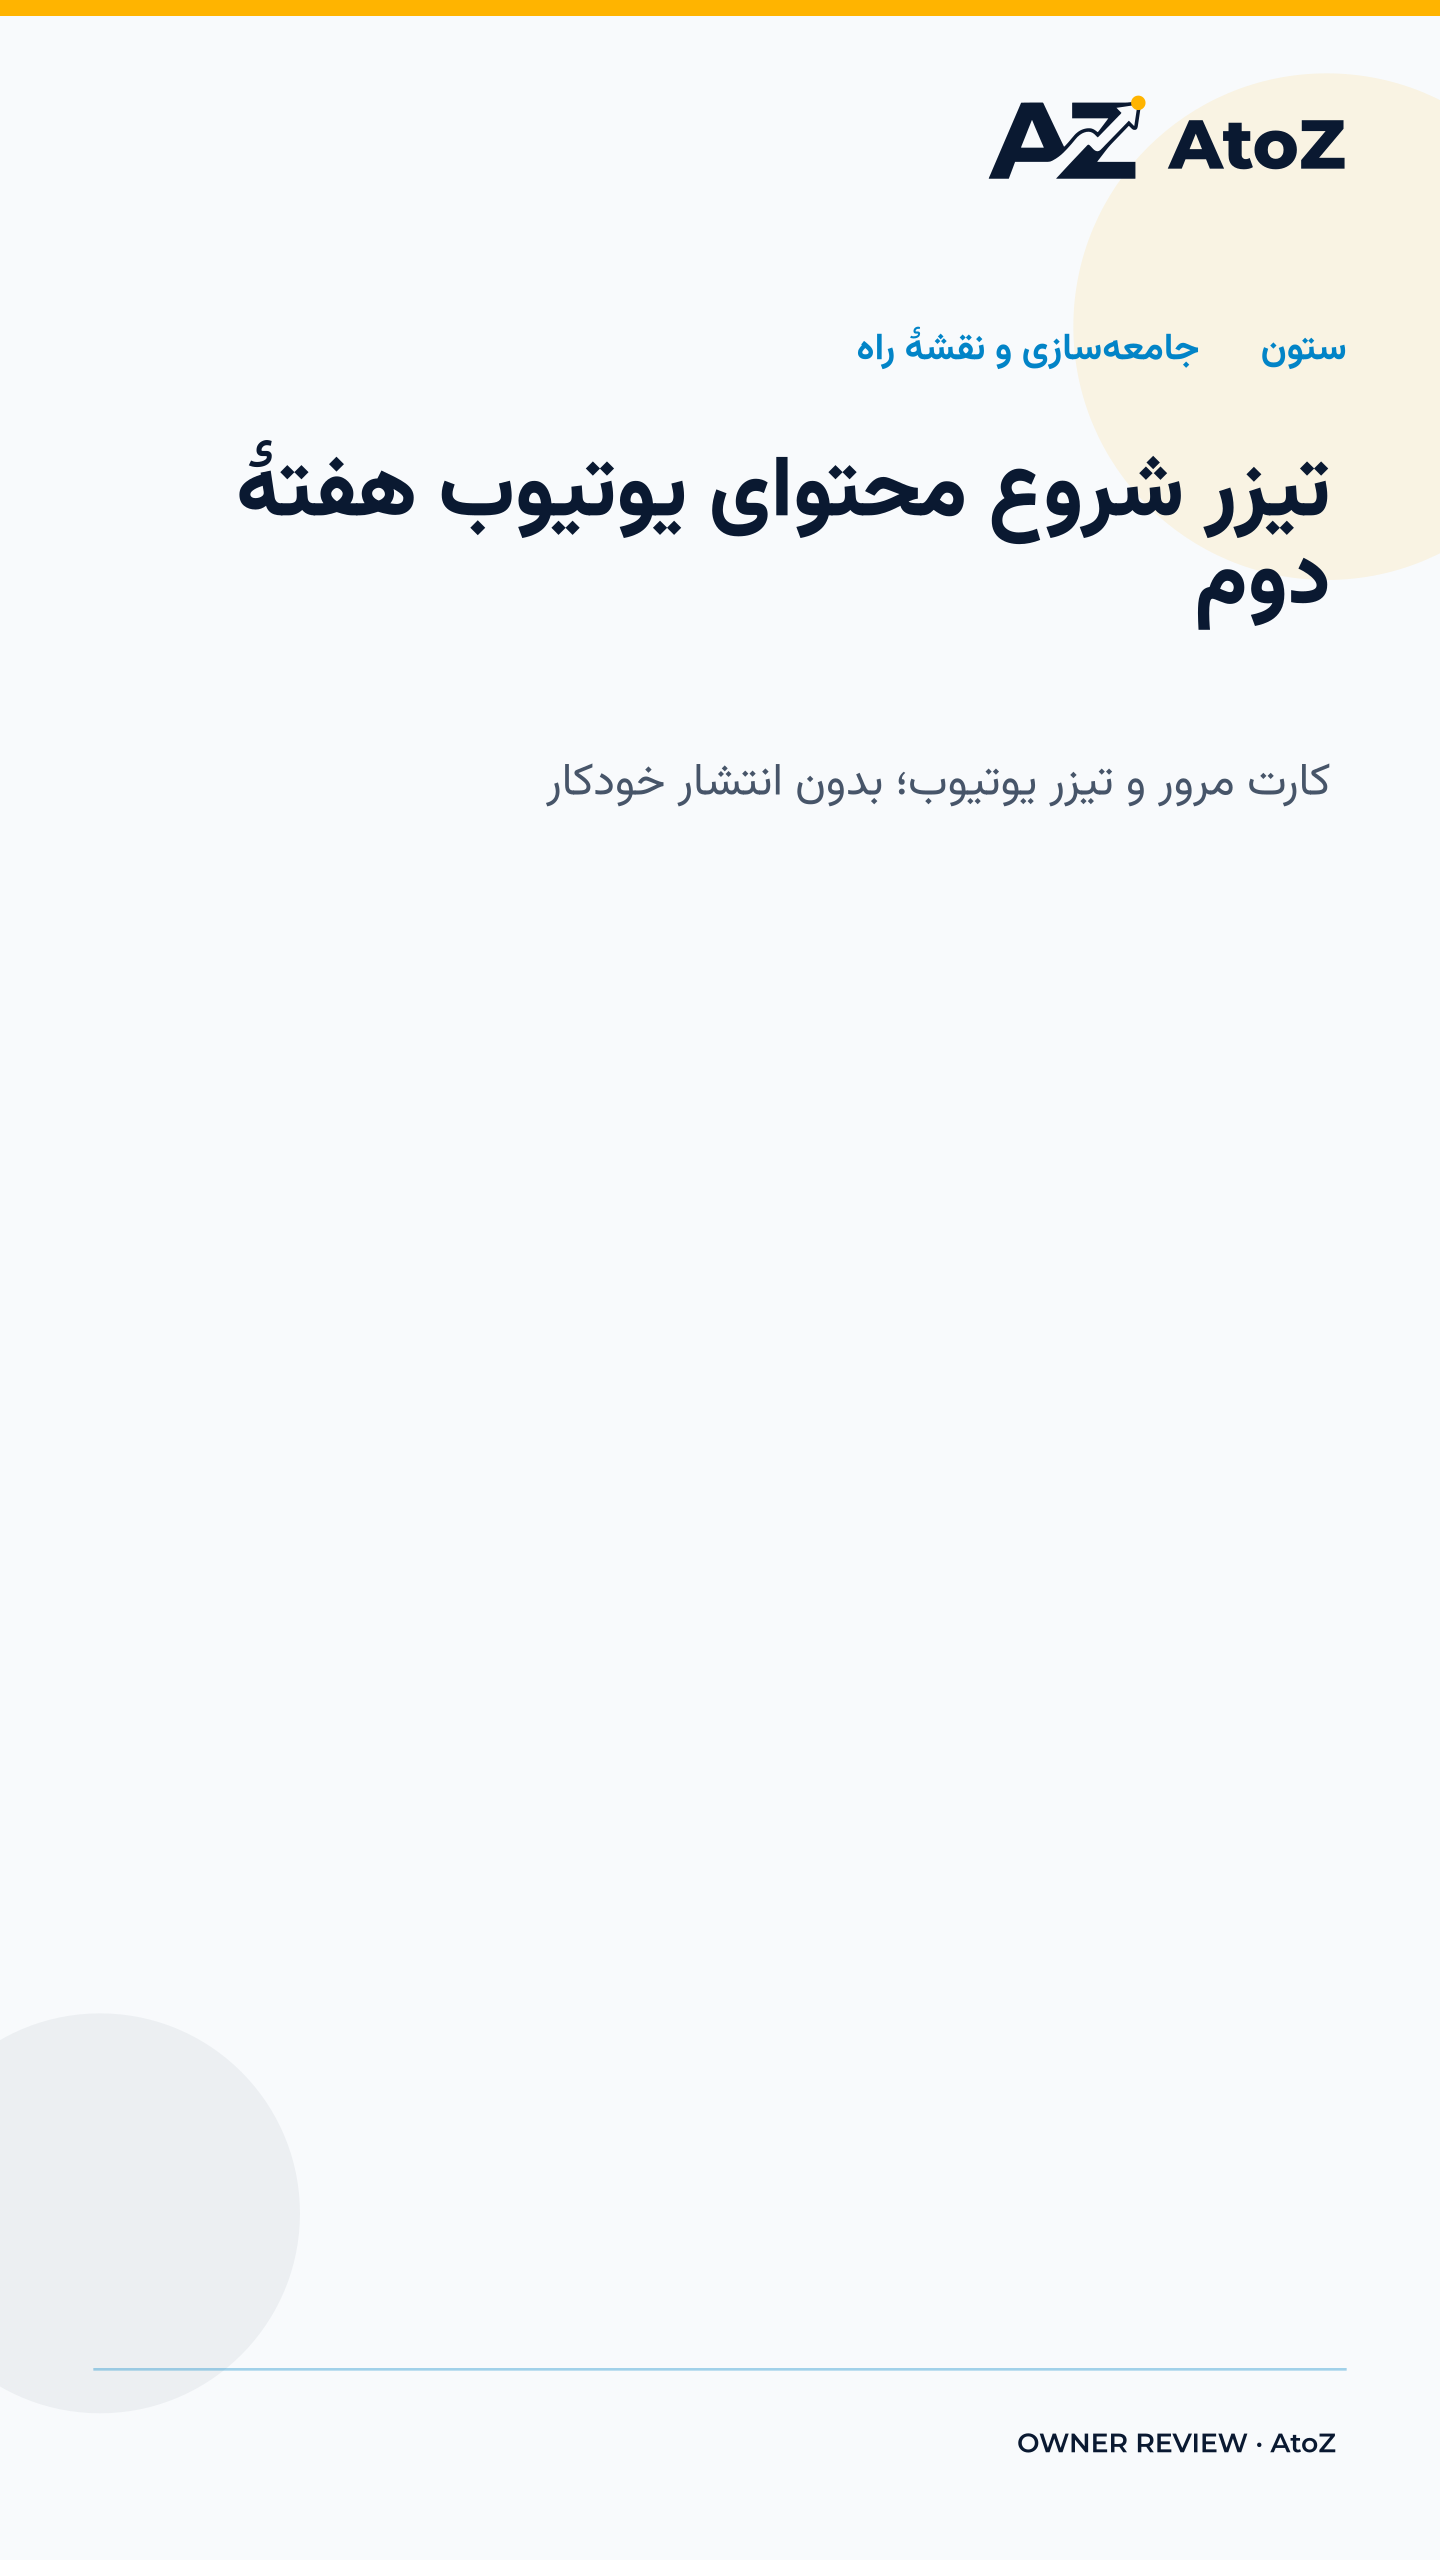 AZ AtoZ
ستون جامعه‌سازی و نقشهٔ راه
تیزر شروع محتوای یوتیوب هفتهٔ
دوم
کارت مرور و تیزر یوتیوب؛ بدون انتشار خودکار
OWNER REVIEW · AtoZ